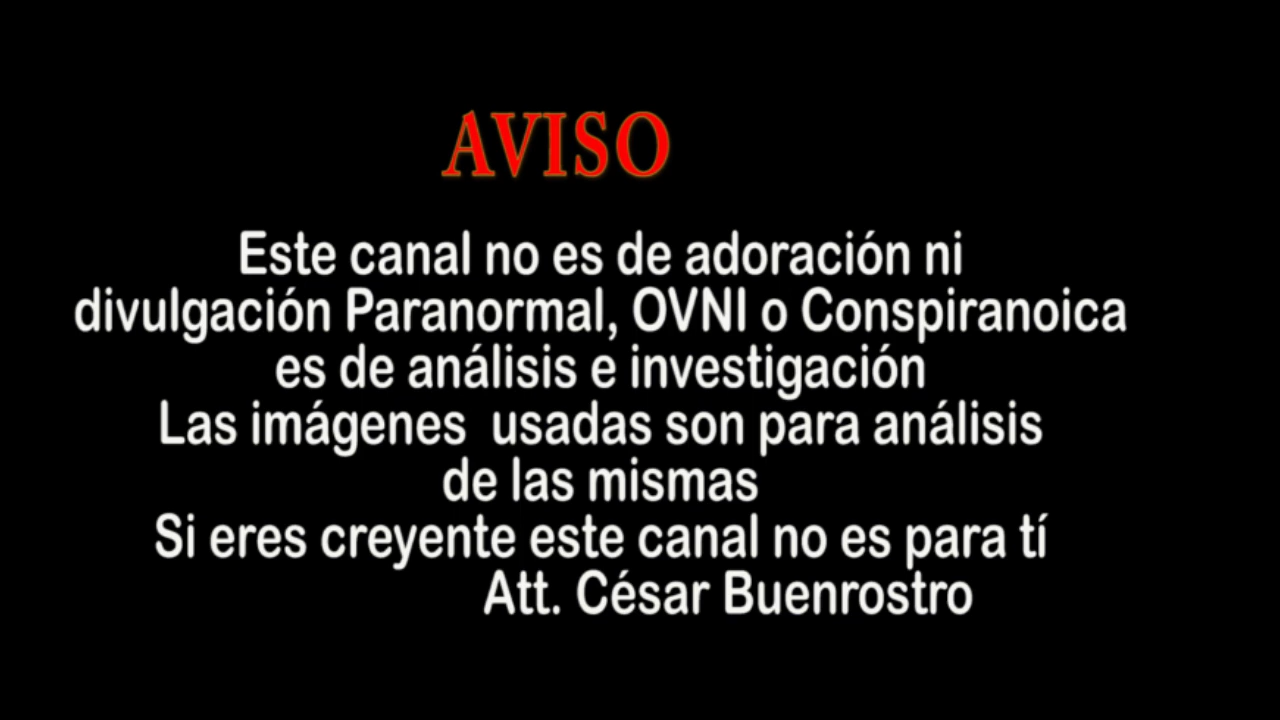 AVISO
Este canal no es de adoración ni
divulgación Paranormal, OVNI o Conspiranoica
es de análisis e investigación
Las imágenes  usadas son para análisis
de las mismas
Si eres creyente este canal no es para tí
Att. César Buenrostro